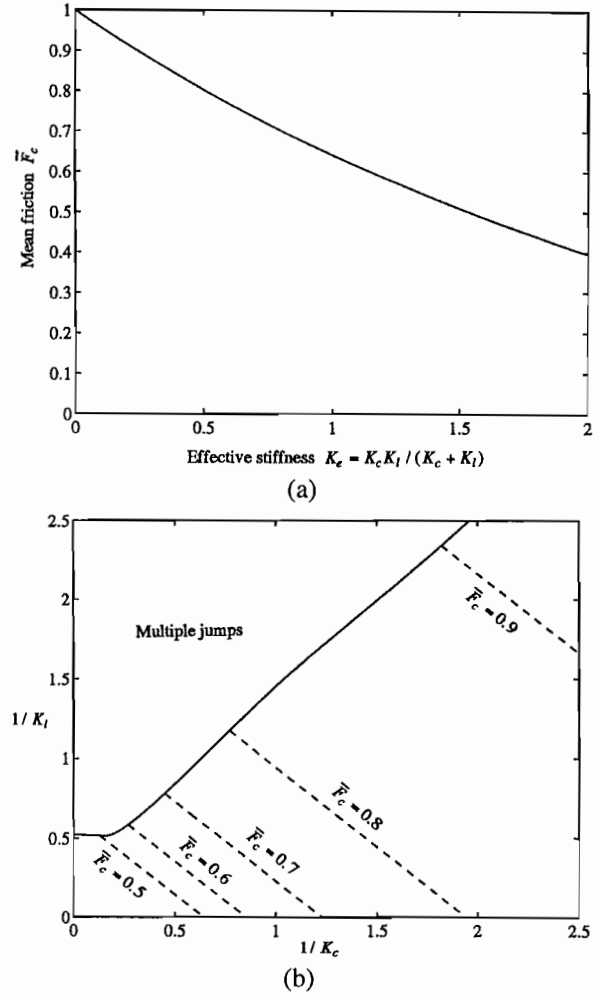 1
0.9
0.8
0.7
0.6
0.5
0.4
0.3
0.2
0.1
0
Mean friction F̅c
0
0.5
1
1.5
2
Effective stiffness Ke = KcKl / (Kc + Kl)
(a)
2.5
2
1.5
1
0.5
0
1/ Kl
Multiple jumps
F̅c = 0.9
F̅c = 0.8
F̅c = 0.7
F̅c = 0.6
F̅c = 0.5
0
0.5
1
1.5
2
2.5
1/ Kc
(b)